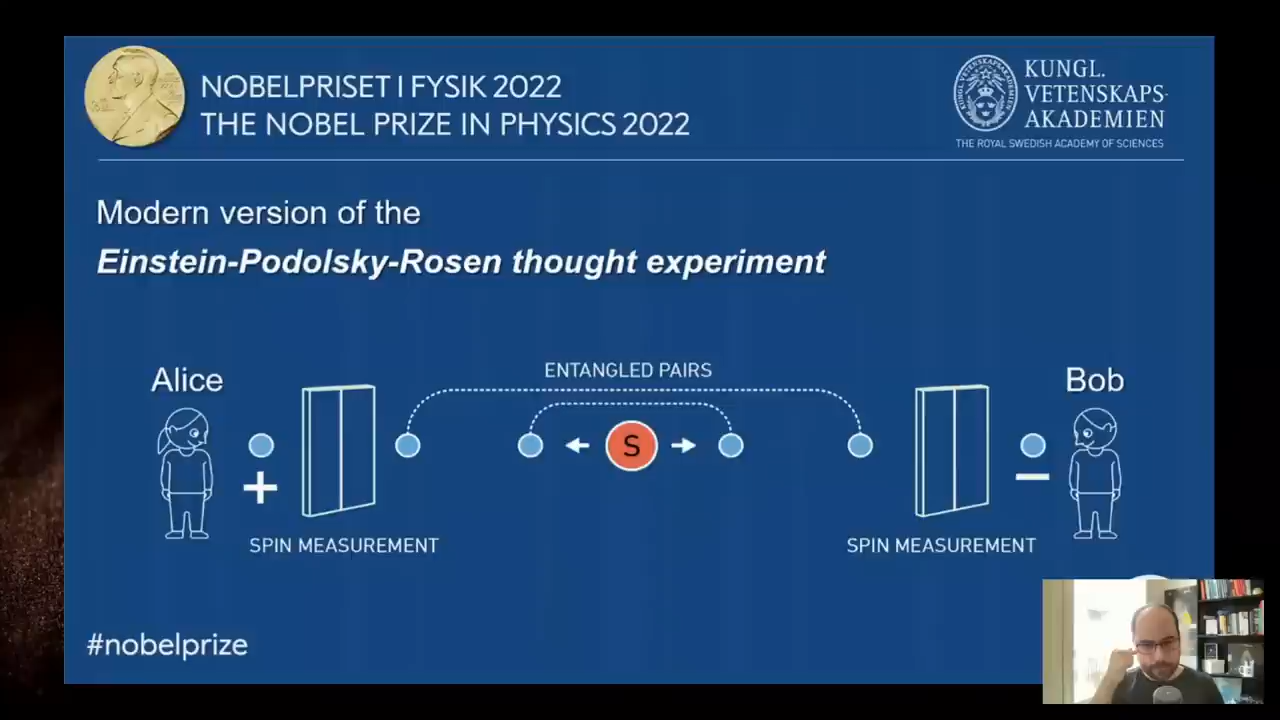 NOBELPRISET I FYSIK 2022
THE NOBEL PRIZE IN PHYSICS 2022
KUNGL.
VETENSKAPS-
AKADEMIEN
THE ROYAL SWEDISH ACADEMY OF SCIENCES
Modern version of the
Einstein-Podolsky-Rosen thought experiment
ENTANGLED PAIRS
Alice
Bob
S
+
−
SPIN MEASUREMENT
SPIN MEASUREMENT
#nobelprize